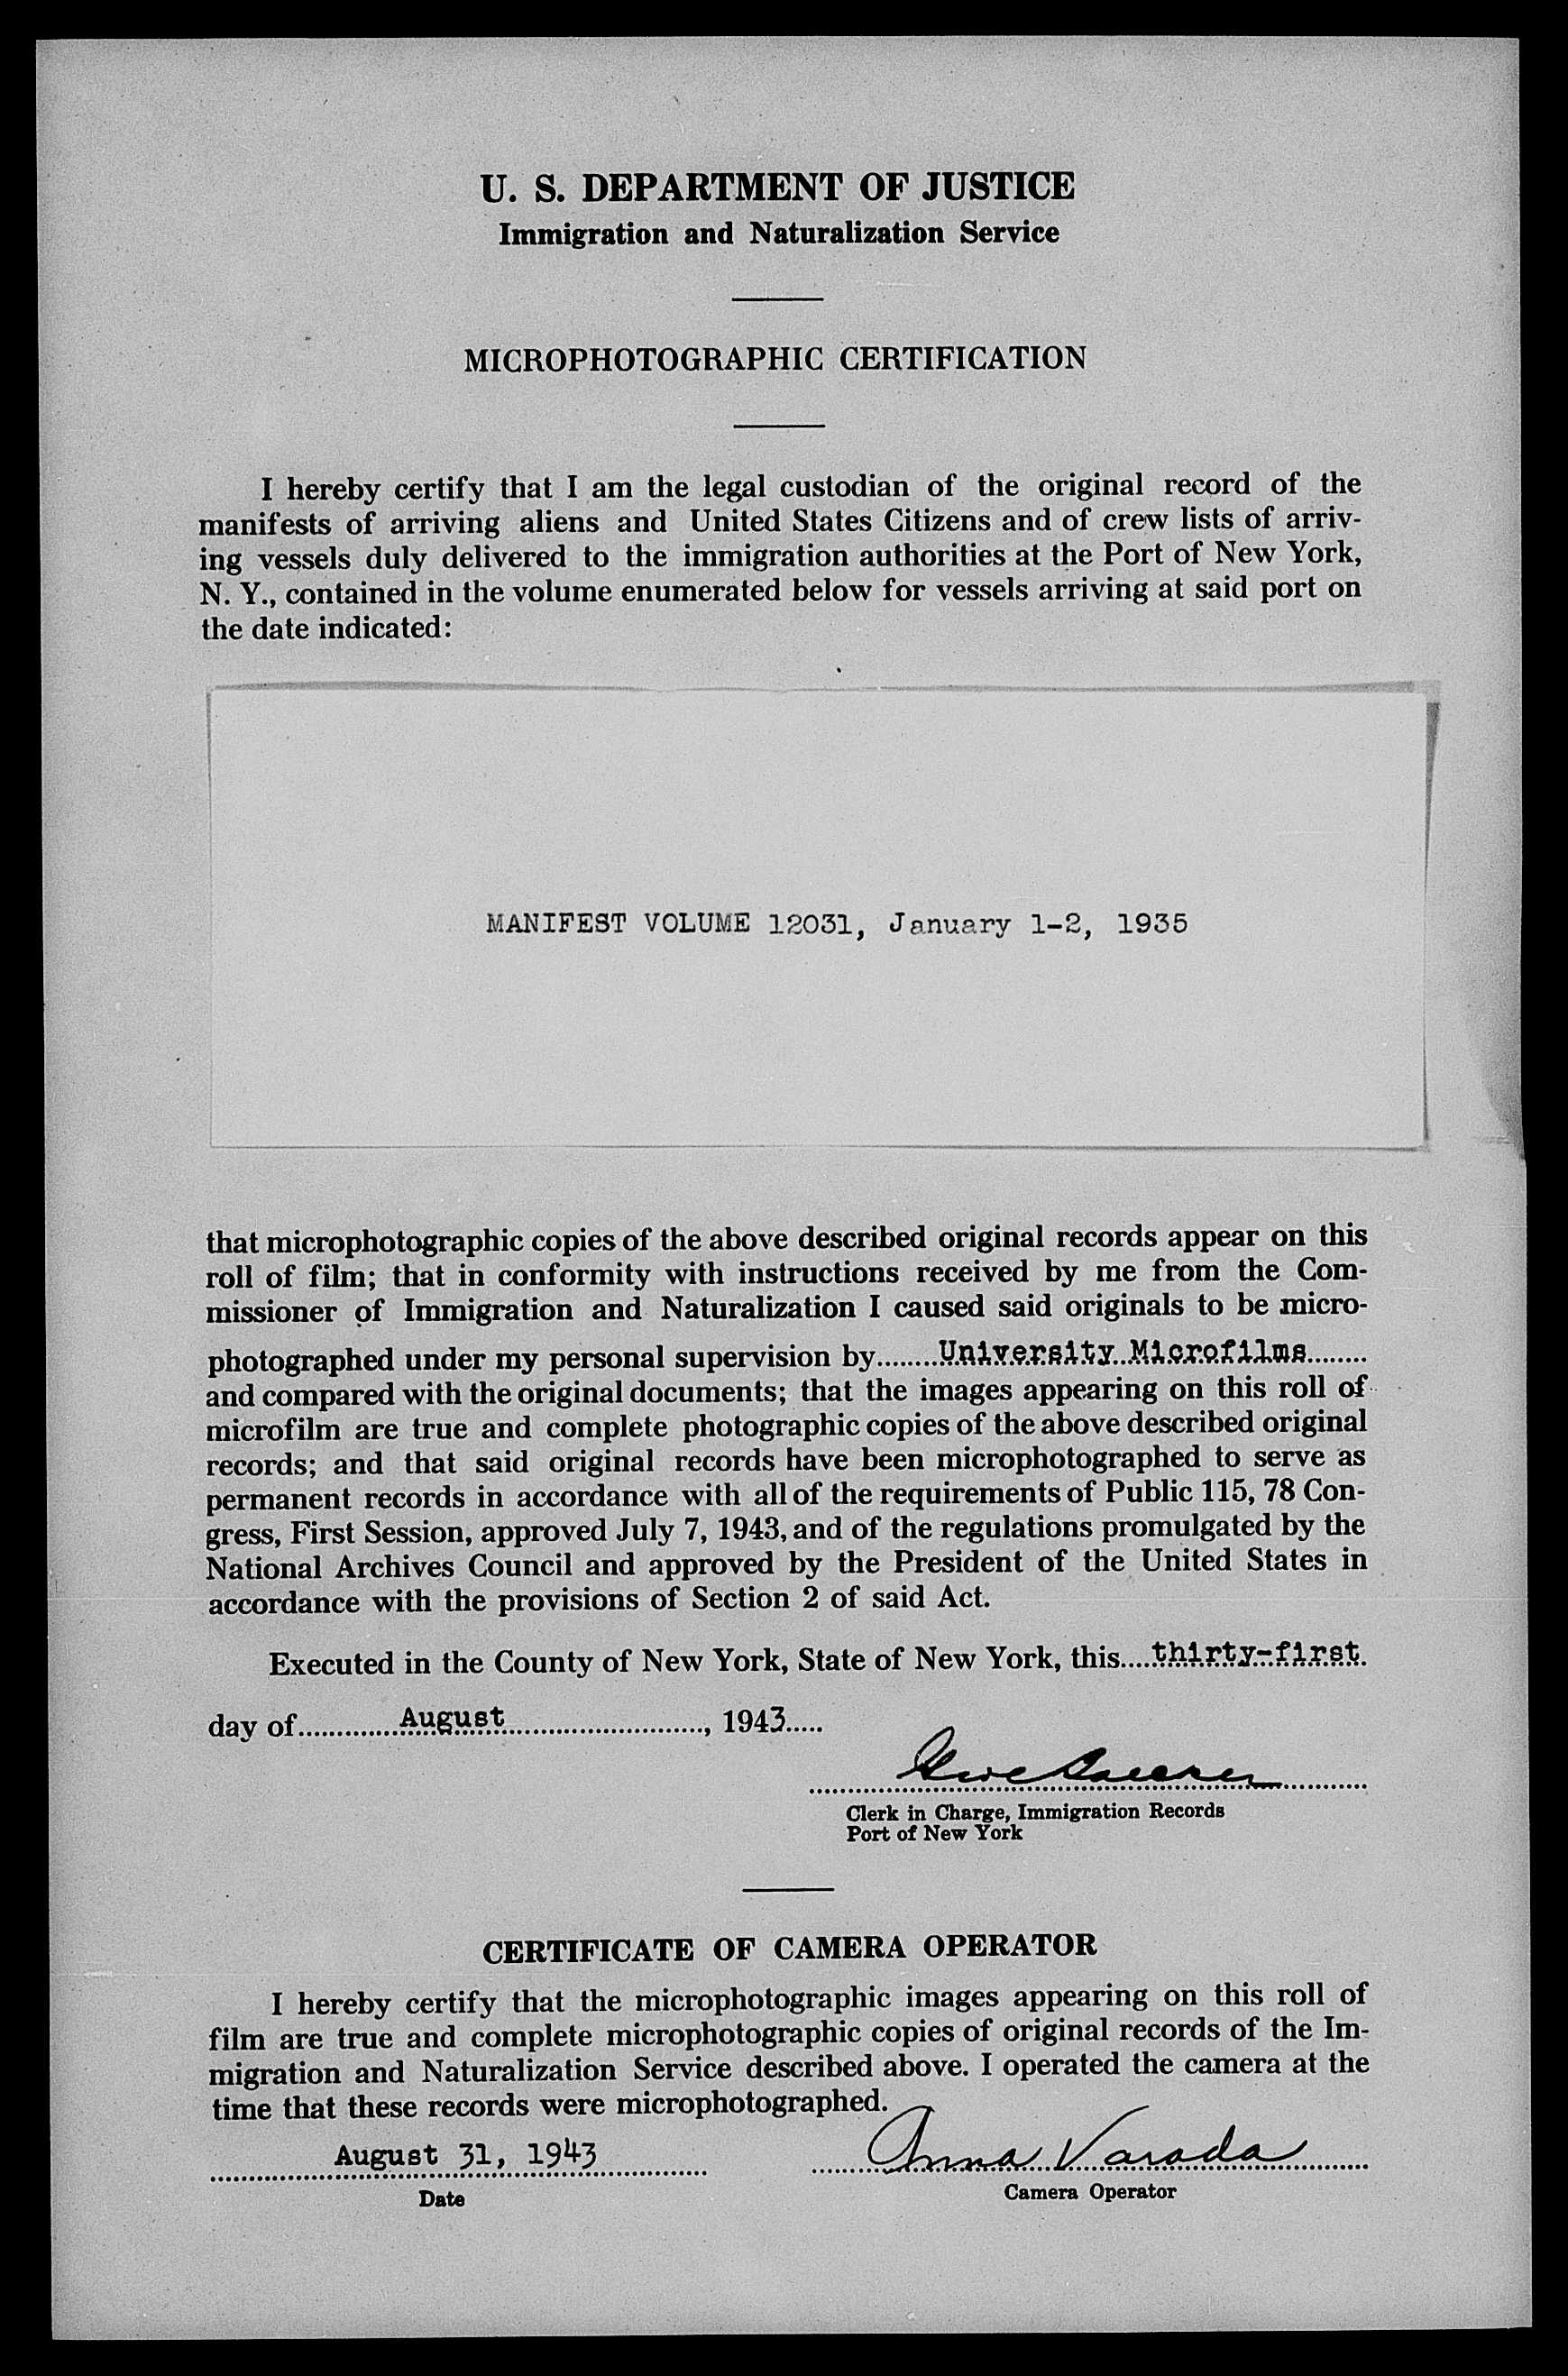 U. S. DEPARTMENT OF JUSTICE
Immigration and Naturalization Service
MICROPHOTOGRAPHIC CERTIFICATION
I hereby certify that I am the legal custodian of the original record of the
manifests of arriving aliens and United States Citizens and of crew lists of arriv-
ing vessels duly delivered to the immigration authorities at the Port of New York,
N. Y., contained in the volume enumerated below for vessels arriving at said port on
the date indicated:
MANIFEST VOLUME 12031, January 1-2, 1935
that microphotographic copies of the above described original records appear on this
roll of film; that in conformity with instructions received by me from the Com-
missioner of Immigration and Naturalization I caused said originals to be micro-
photographed under my personal supervision by........University Microfilms........
and compared with the original documents; that the images appearing on this roll of
microfilm are true and complete photographic copies of the above described original
records; and that said original records have been microphotographed to serve as
permanent records in accordance with all of the requirements of Public 115, 78 Con-
gress, First Session, approved July 7, 1943, and of the regulations promulgated by the
National Archives Council and approved by the President of the United States in
accordance with the provisions of Section 2 of said Act.
Executed in the County of New York, State of New York, this....thirty-first.
day of.............August.........................., 1943.....
Clerk in Charge, Immigration Records
Port of New York
CERTIFICATE OF CAMERA OPERATOR
I hereby certify that the microphotographic images appearing on this roll of
film are true and complete microphotographic copies of original records of the Im-
migration and Naturalization Service described above. I operated the camera at the
time that these records were microphotographed.
August 31, 1943 Anna Varada
Date Camera Operator